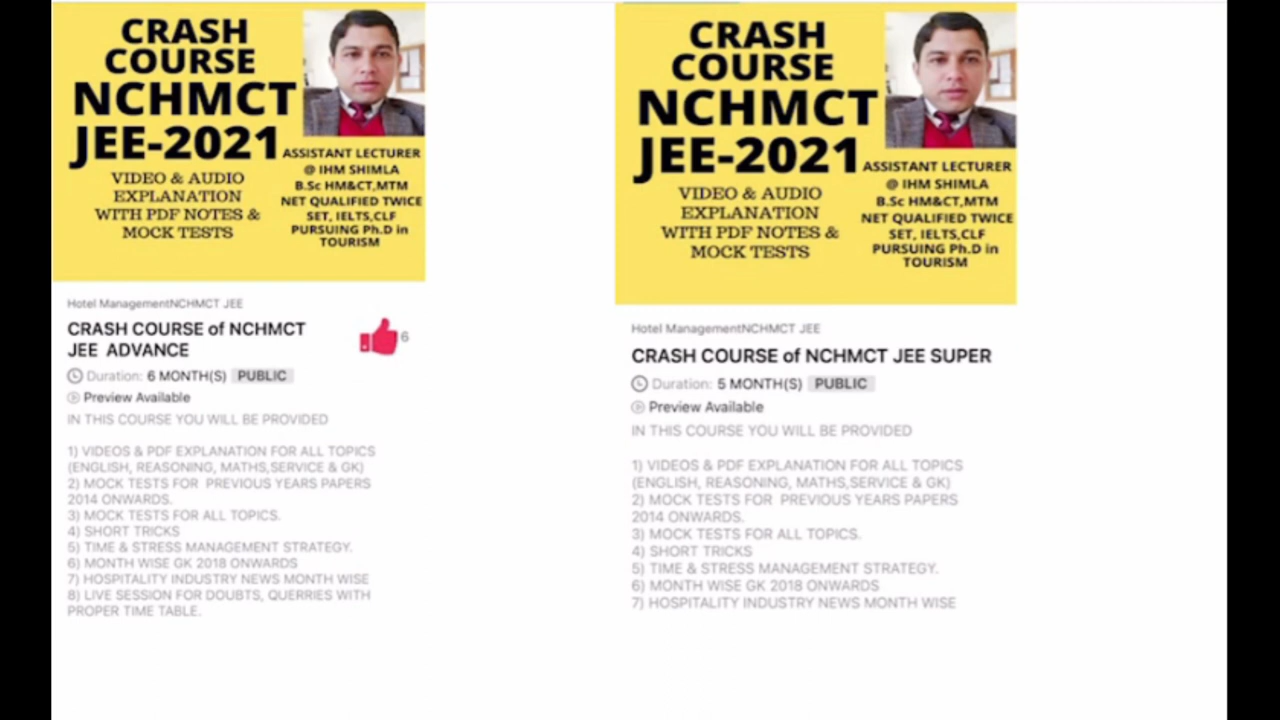 CRASH
COURSE
NCHMCT
JEE-2021
VIDEO & AUDIO
EXPLANATION
WITH PDF NOTES &
MOCK TESTS
ASSISTANT LECTURER
@ IHM SHIMLA
B.Sc HM&CT,MTM
NET QUALIFIED TWICE
SET, IELTS,CLF
PURSUING Ph.D in
TOURISM
Hotel ManagementNCHMCT JEE
CRASH COURSE of NCHMCT
JEE ADVANCE
6
Duration: 6 MONTH(S) PUBLIC
Preview Available
IN THIS COURSE YOU WILL BE PROVIDED
1) VIDEOS & PDF EXPLANATION FOR ALL TOPICS
(ENGLISH, REASONING, MATHS,SERVICE & GK)
2) MOCK TESTS FOR PREVIOUS YEARS PAPERS
2014 ONWARDS.
3) MOCK TESTS FOR ALL TOPICS.
4) SHORT TRICKS
5) TIME & STRESS MANAGEMENT STRATEGY.
6) MONTH WISE GK 2018 ONWARDS
7) HOSPITALITY INDUSTRY NEWS MONTH WISE
8) LIVE SESSION FOR DOUBTS, QUERRIES WITH
PROPER TIME TABLE.
CRASH
COURSE
NCHMCT
JEE-2021
VIDEO & AUDIO
EXPLANATION
WITH PDF NOTES &
MOCK TESTS
ASSISTANT LECTURER
@ IHM SHIMLA
B.Sc HM&CT,MTM
NET QUALIFIED TWICE
SET, IELTS,CLF
PURSUING Ph.D in
TOURISM
Hotel ManagementNCHMCT JEE
CRASH COURSE of NCHMCT JEE SUPER
Duration: 5 MONTH(S) PUBLIC
Preview Available
IN THIS COURSE YOU WILL BE PROVIDED
1) VIDEOS & PDF EXPLANATION FOR ALL TOPICS
(ENGLISH, REASONING, MATHS,SERVICE & GK)
2) MOCK TESTS FOR PREVIOUS YEARS PAPERS
2014 ONWARDS.
3) MOCK TESTS FOR ALL TOPICS.
4) SHORT TRICKS
5) TIME & STRESS MANAGEMENT STRATEGY.
6) MONTH WISE GK 2018 ONWARDS
7) HOSPITALITY INDUSTRY NEWS MONTH WISE